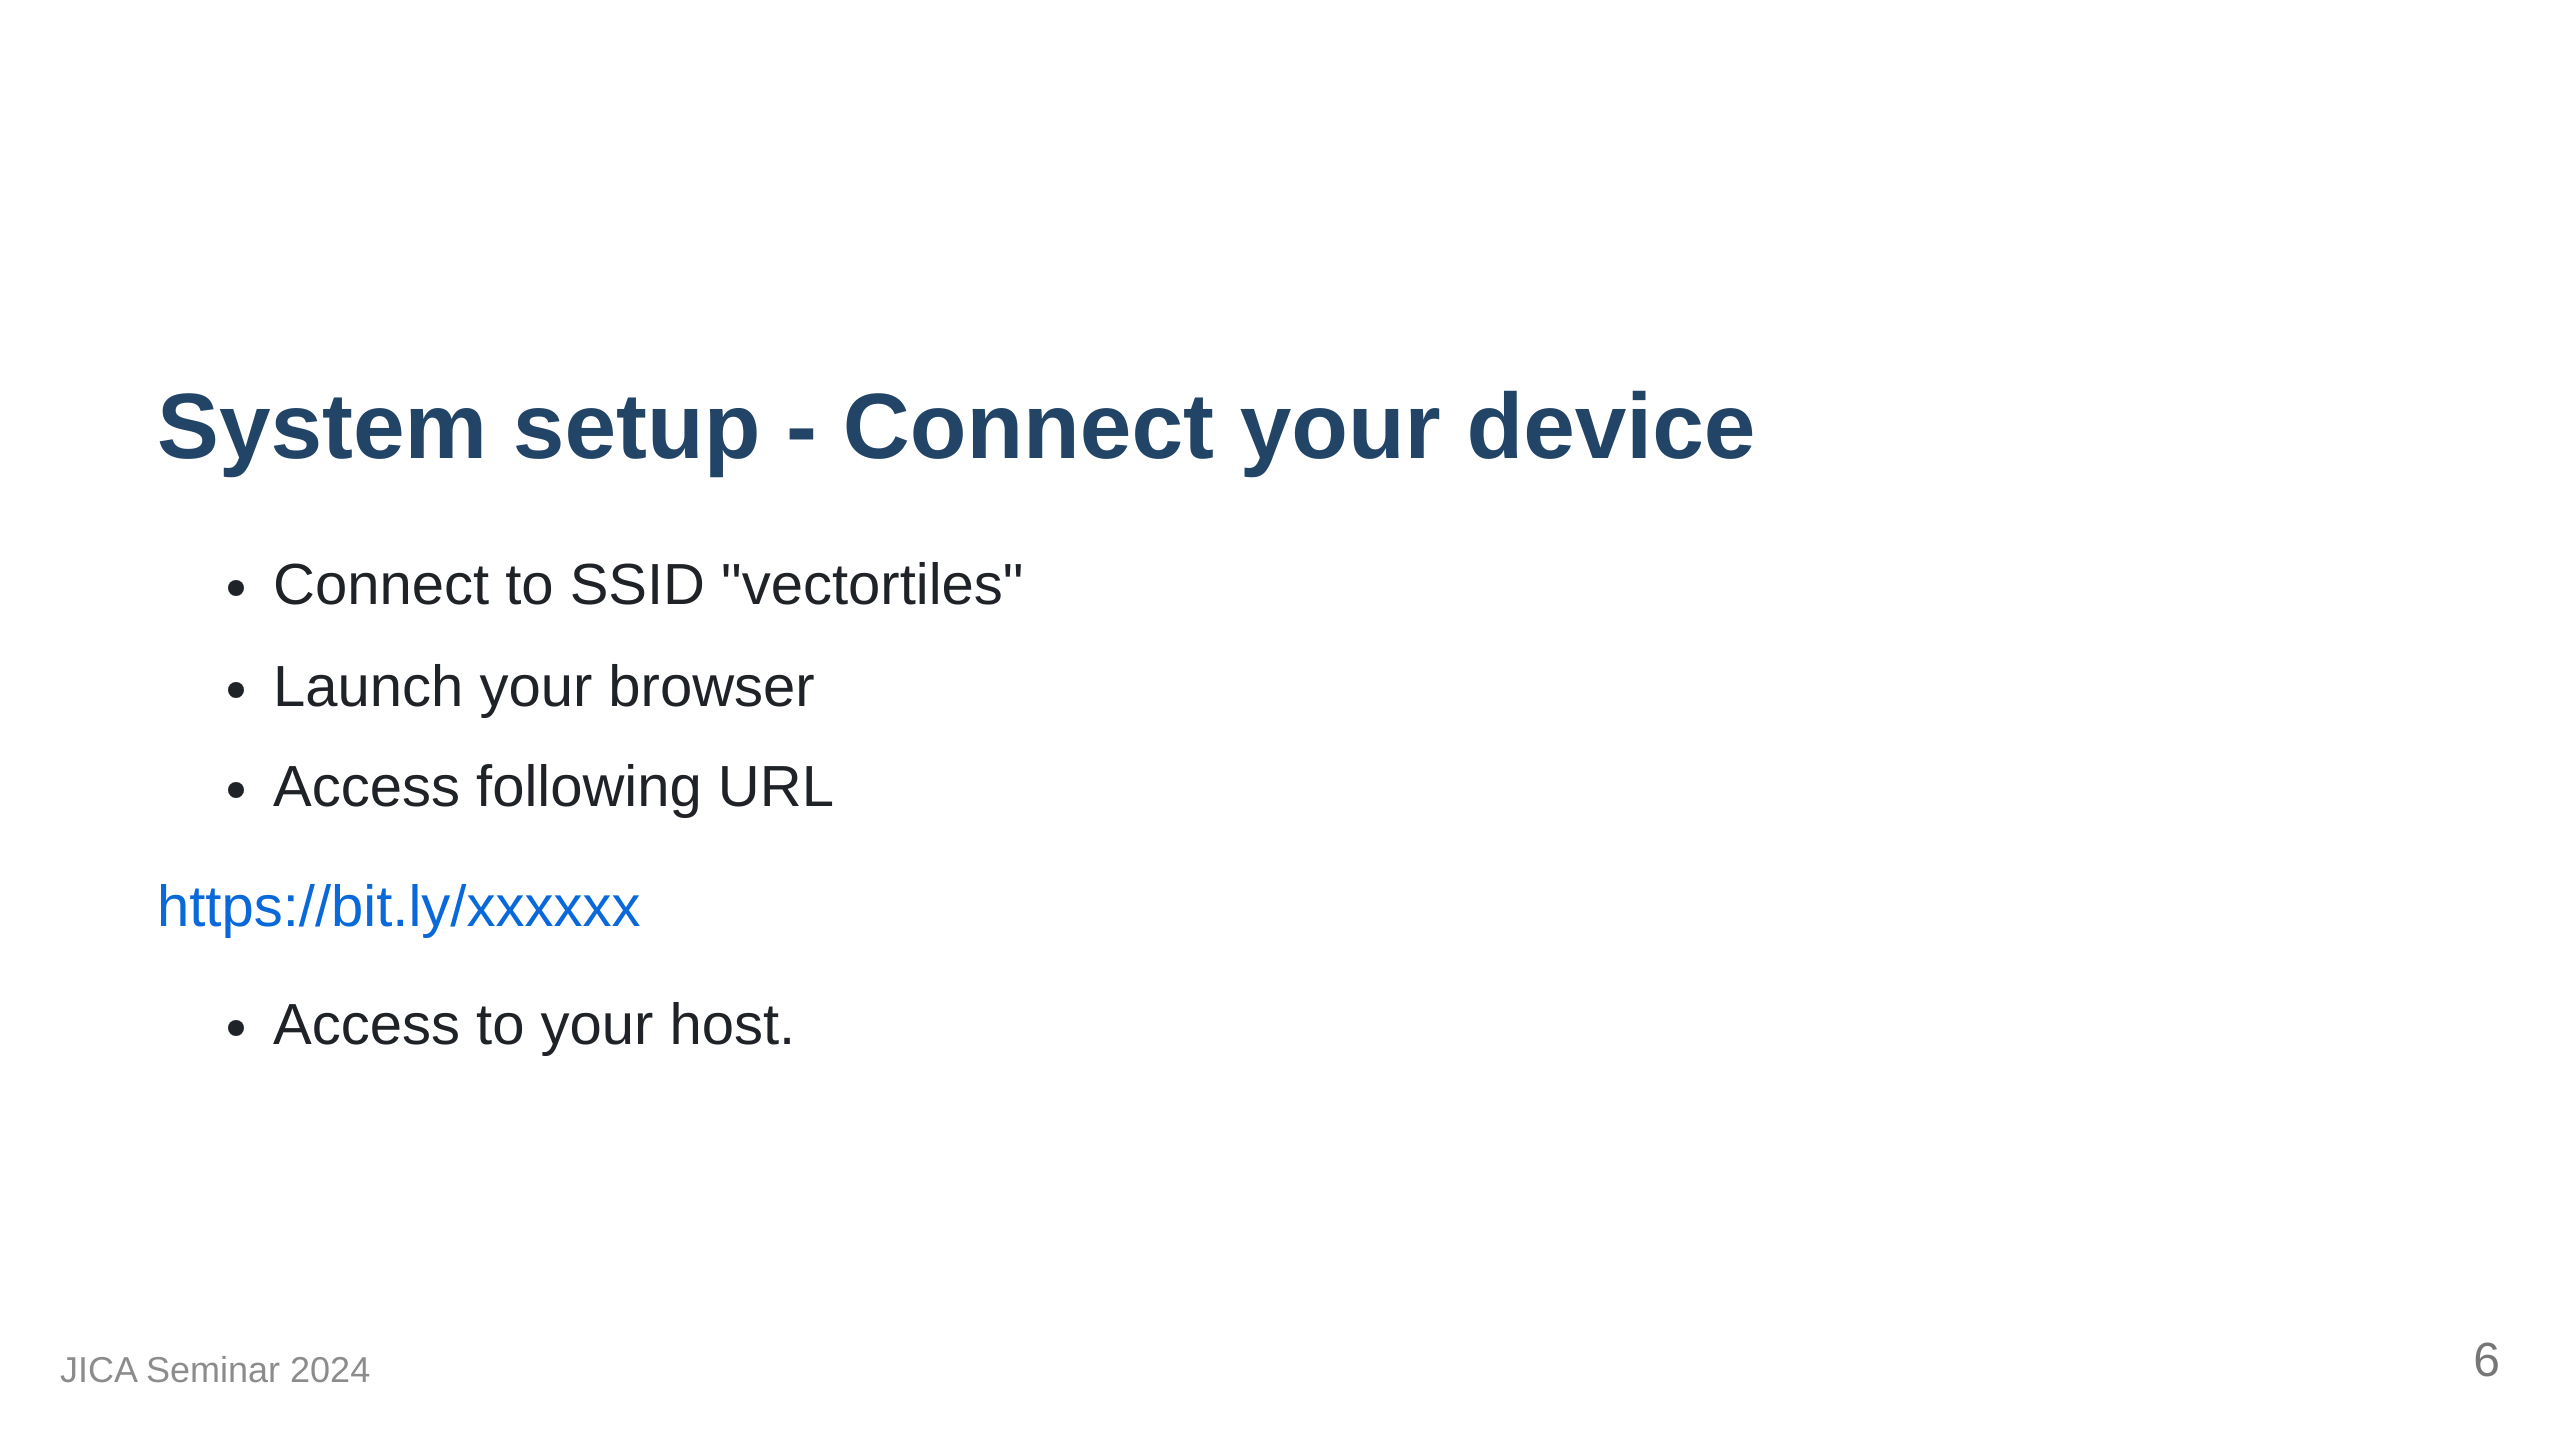 System setup - Connect your device
• Connect to SSID "vectortiles"
• Launch your browser
• Access following URL
https://bit.ly/xxxxxx
• Access to your host.
JICA Seminar 2024
6